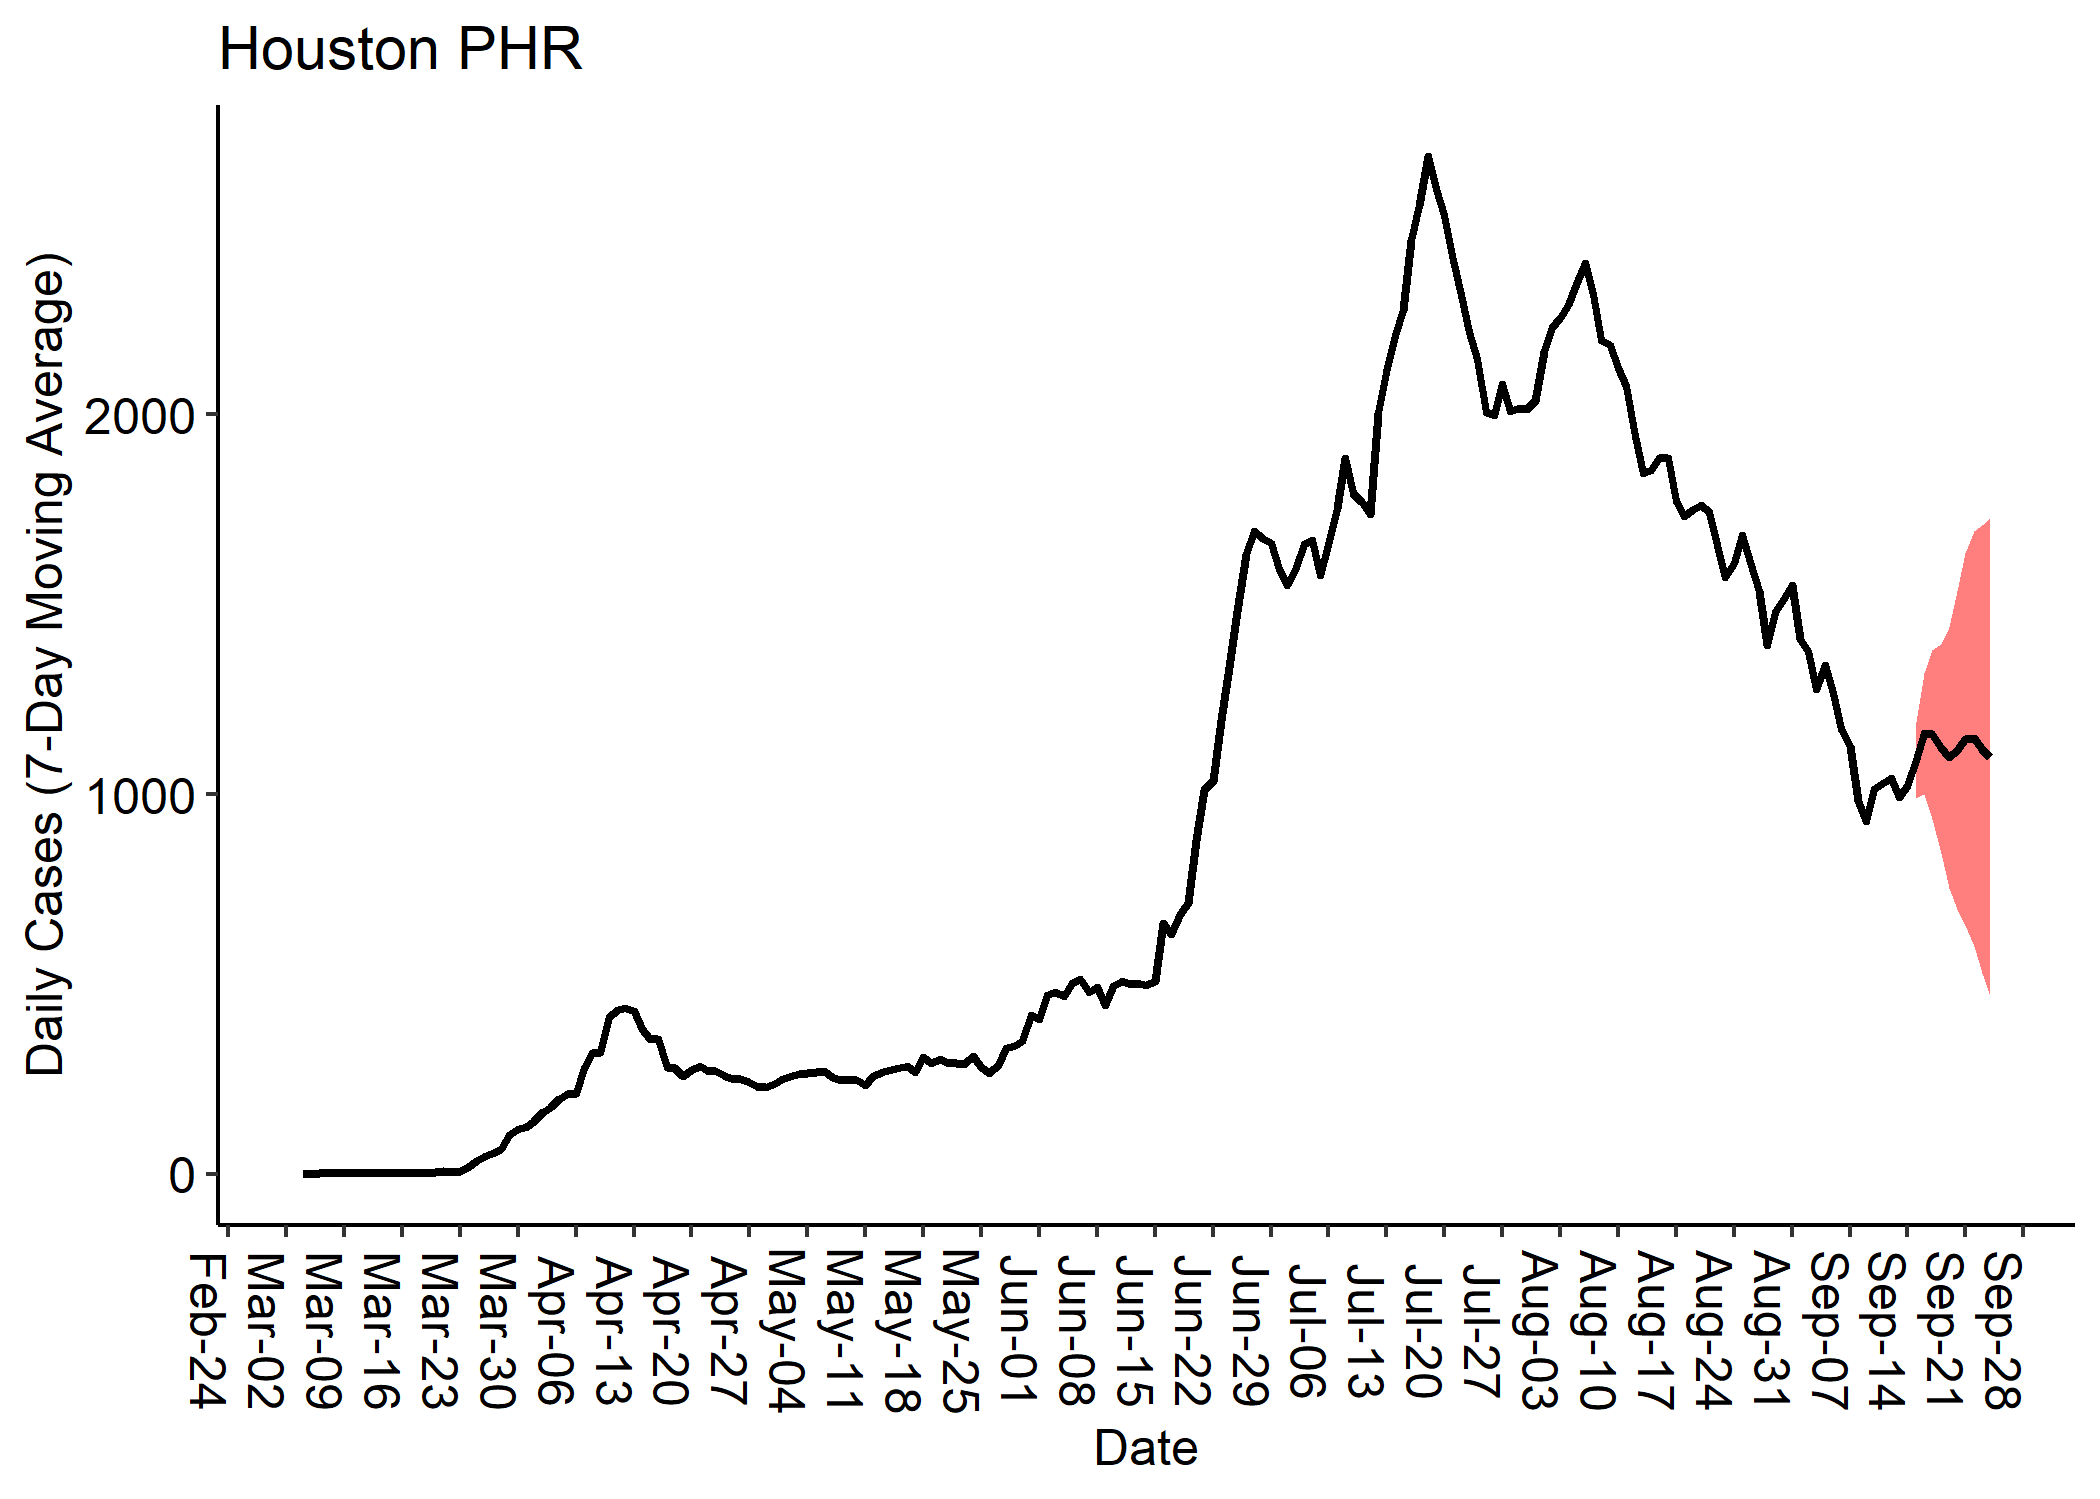 Houston PHR
Daily Cases (7-Day Moving Average)
2000
1000
0
Feb-24
Mar-02
Mar-09
Mar-16
Mar-23
Mar-30
Apr-06
Apr-13
Apr-20
Apr-27
May-04
May-11
May-18
May-25
Jun-01
Jun-08
Jun-15
Jun-22
Jun-29
Jul-06
Jul-13
Jul-20
Jul-27
Aug-03
Aug-10
Aug-17
Aug-24
Aug-31
Sep-07
Sep-14
Sep-21
Sep-28
Date